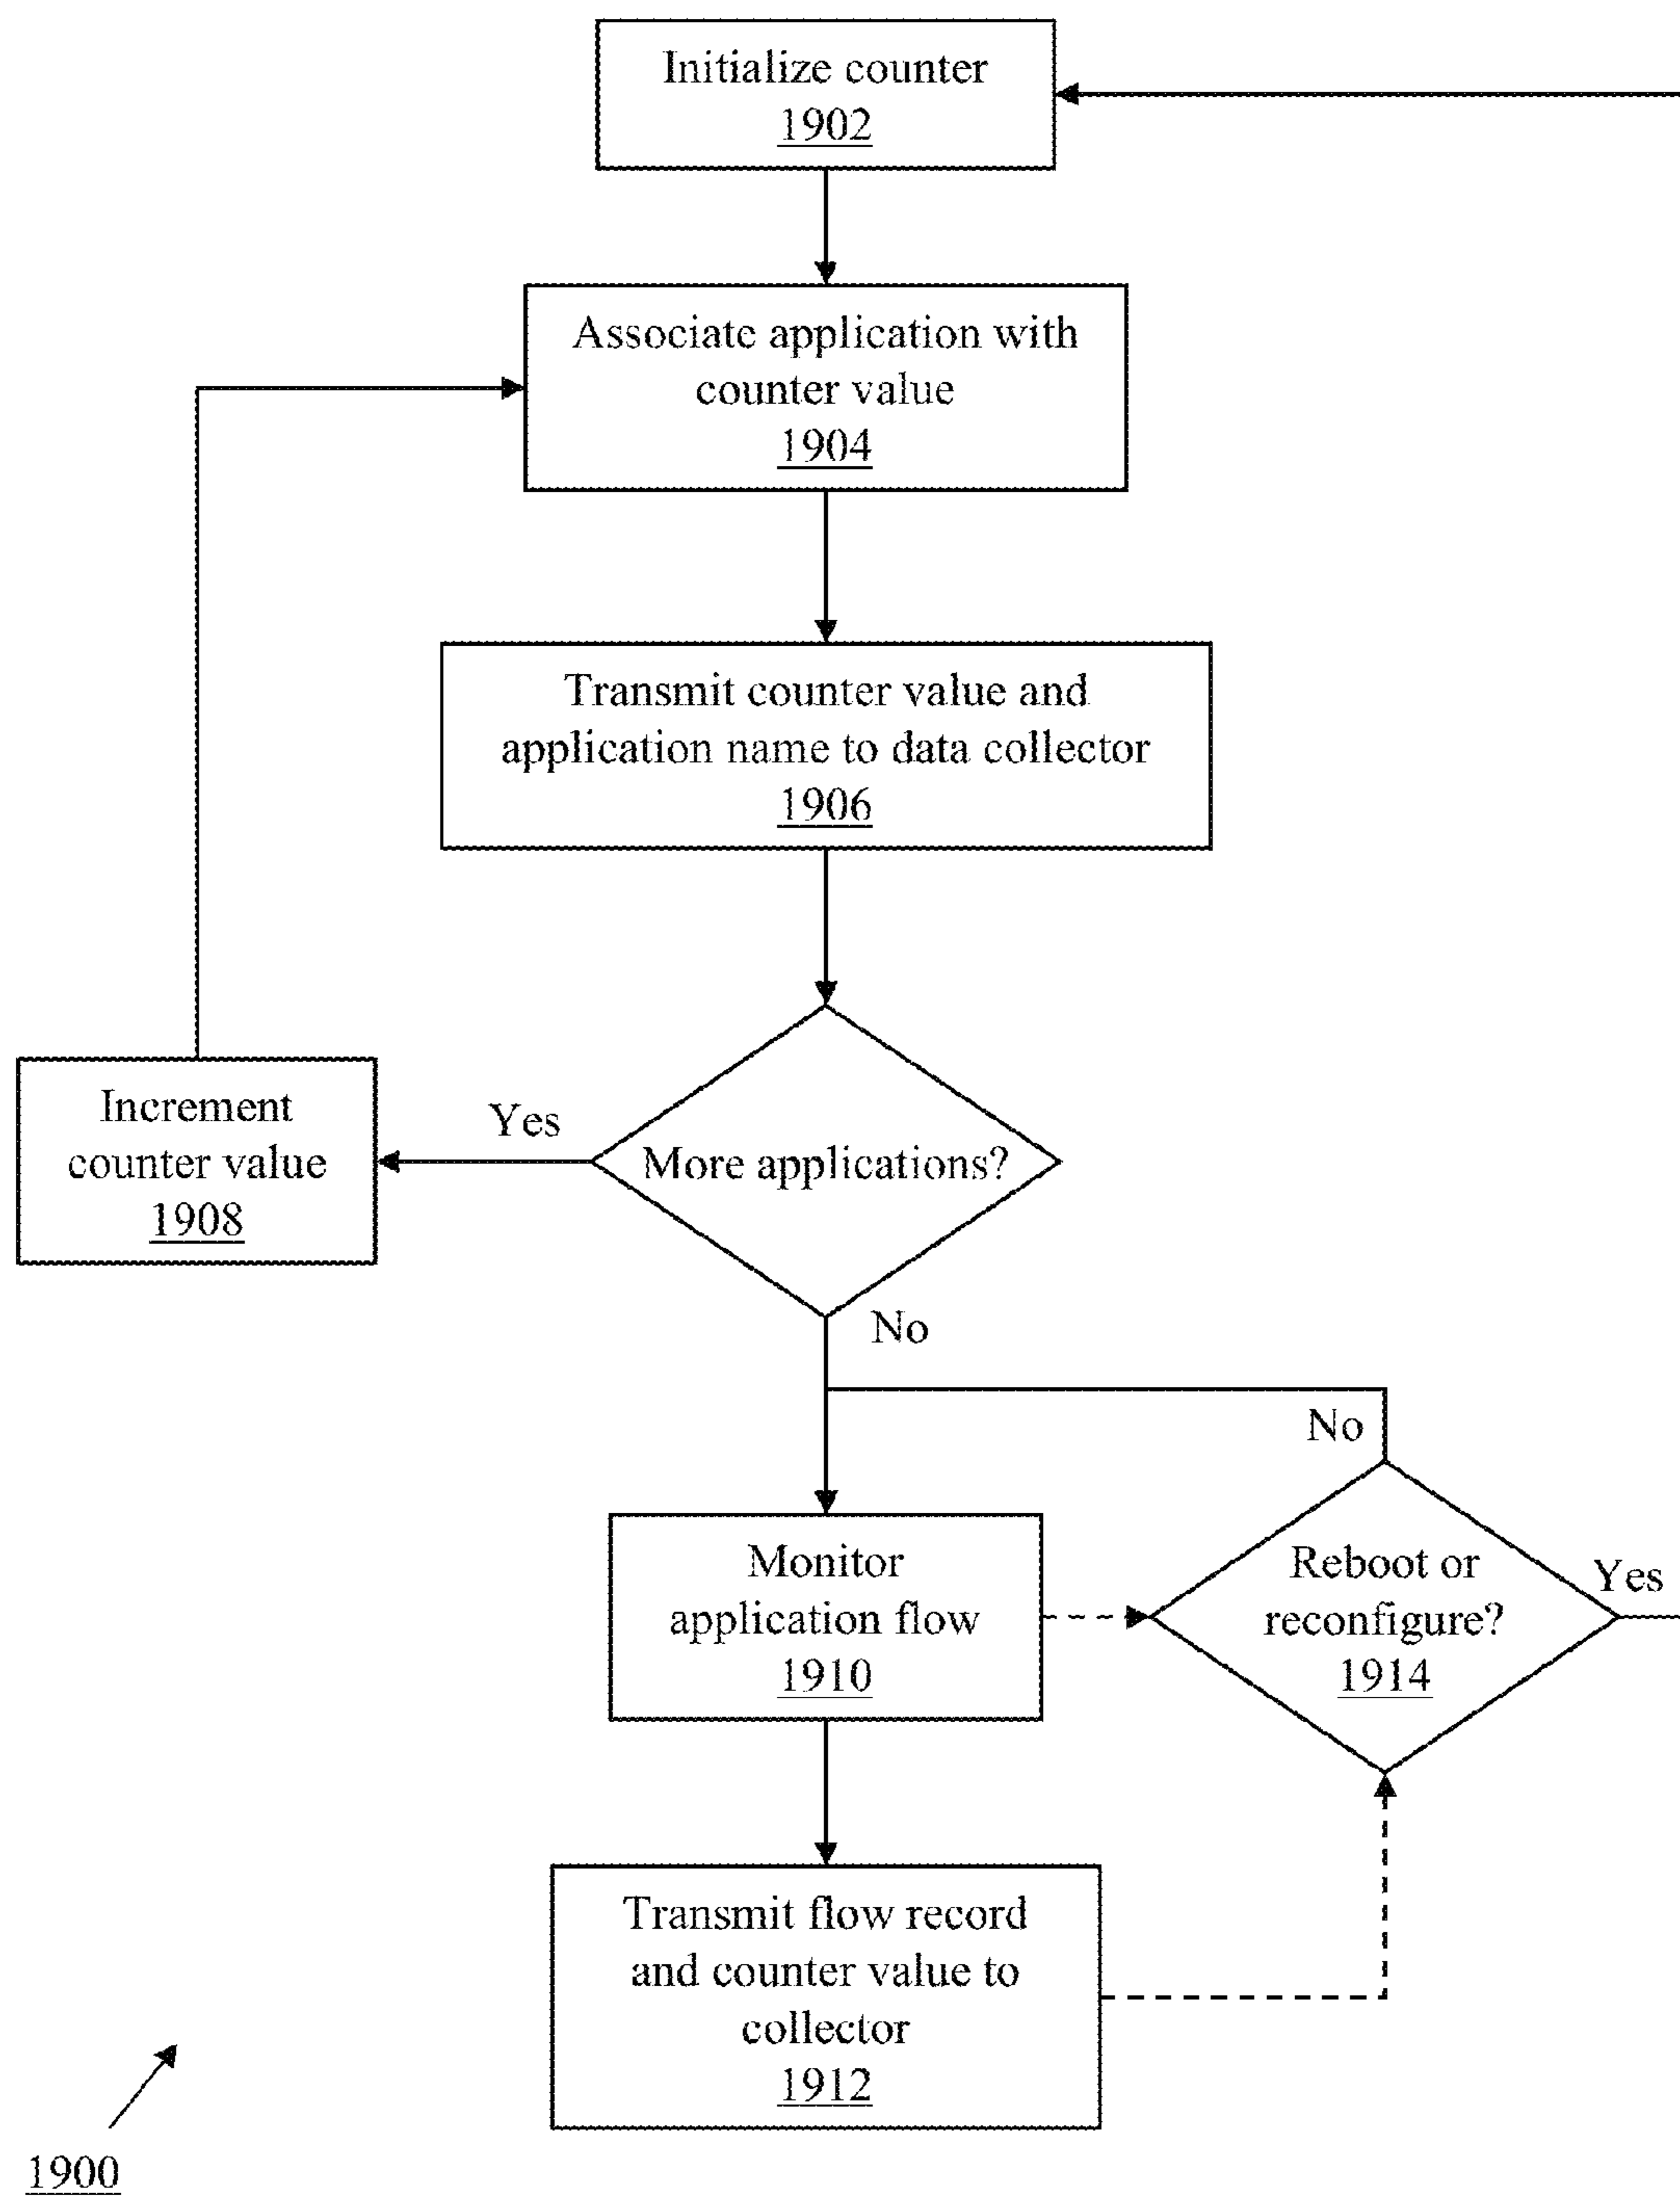 Initialize counter
1902
Associate application with
counter value
1904
Transmit counter value and
application name to data collector
1906
Increment
counter value
1908
Yes
More applications?
No
No
Monitor
application flow
1910
Reboot or
reconfigure?
1914
Yes
Transmit flow record
and counter value to
collector
1912
1900